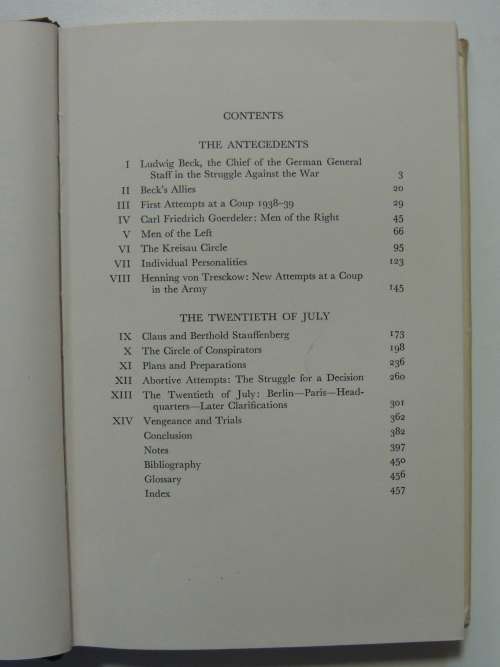 CONTENTS
THE ANTECEDENTS
I Ludwig Beck, the Chief of the German General
Staff in the Struggle Against the War 3
II Beck's Allies 20
III First Attempts at a Coup 1938–39 29
IV Carl Friedrich Goerdeler: Men of the Right 45
V Men of the Left 66
VI The Kreisau Circle 95
VII Individual Personalities 123
VIII Henning von Tresckow: New Attempts at a Coup
in the Army 145
THE TWENTIETH OF JULY
IX Claus and Berthold Stauffenberg 173
X The Circle of Conspirators 198
XI Plans and Preparations 236
XII Abortive Attempts: The Struggle for a Decision 260
XIII The Twentieth of July: Berlin—Paris—Head-
quarters—Later Clarifications 301
XIV Vengeance and Trials 362
Conclusion 382
Notes 397
Bibliography 450
Glossary 456
Index 457